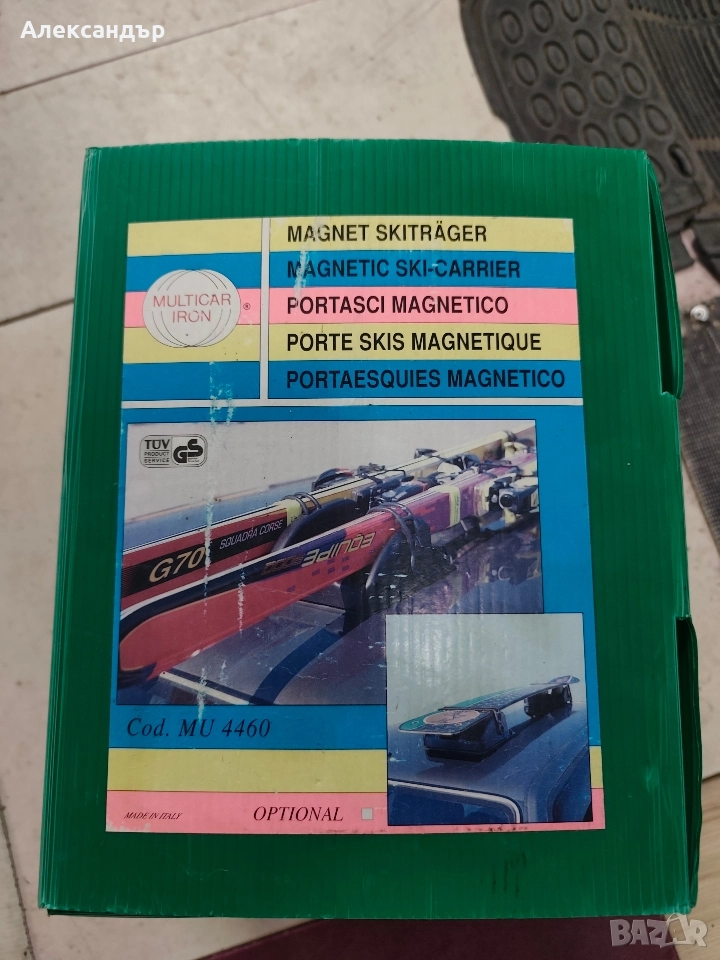 Александър
MAGNET SKITRÄGER
MAGNETIC SKI-CARRIER
MULTICAR
IRON ®
PORTASCI MAGNETICO
PORTE SKIS MAGNETIQUE
PORTAESQUIES MAGNETICO
TÜV
PRODUCT
SERVICE
GS
G70
SQUADRA CORSE
EQUIPE
Cod. MU 4460
MADE IN ITALY
OPTIONAL
BAZAR